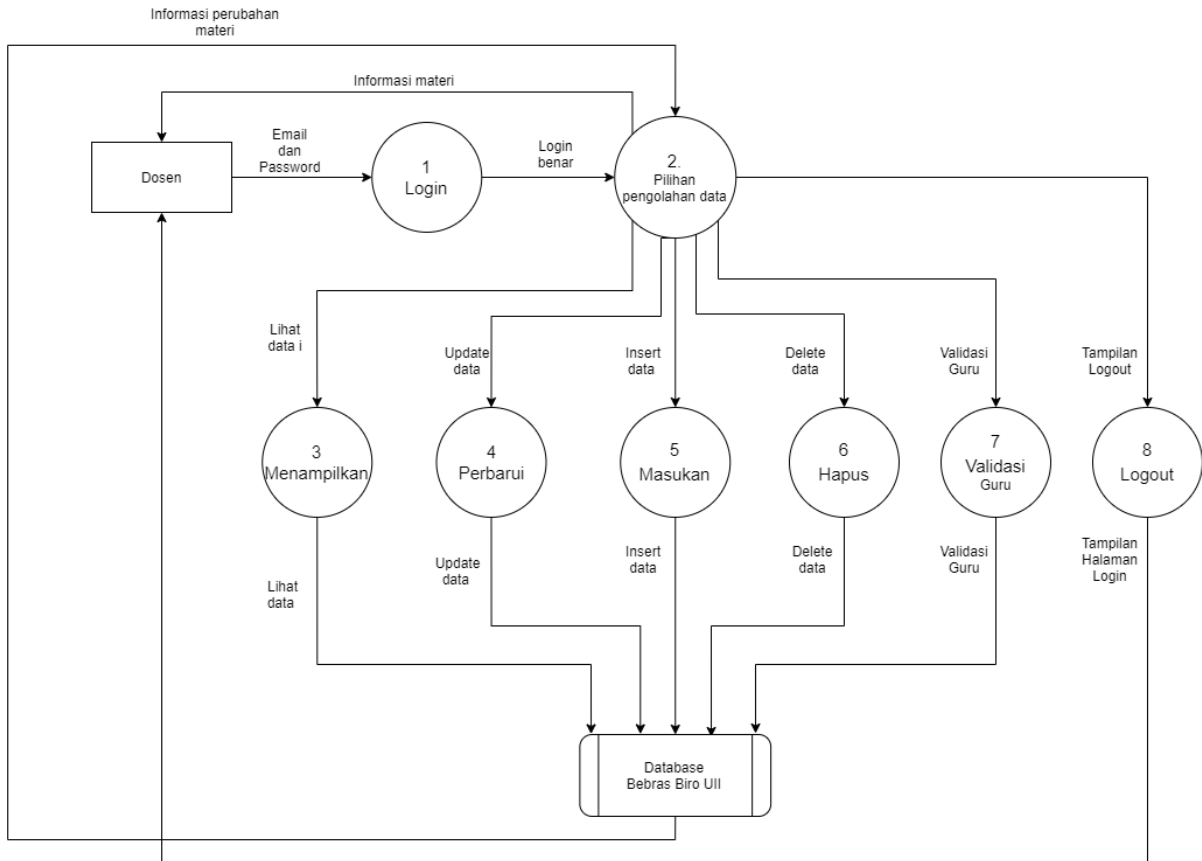 Informasi perubahan
materi
Informasi materi
Dosen
Email
dan
Password
1
Login
Login
benar
2.
Pilihan
pengolahan data
Lihat
data i
Update
data
Insert
data
Delete
data
Validasi
Guru
Tampilan
Logout
3
Menampilkan
4
Perbarui
5
Masukan
6
Hapus
7
Validasi
Guru
8
Logout
Lihat
data
Update
data
Insert
data
Delete
data
Validasi
Guru
Tampilan
Halaman
Login
Database
Bebras Biro UII